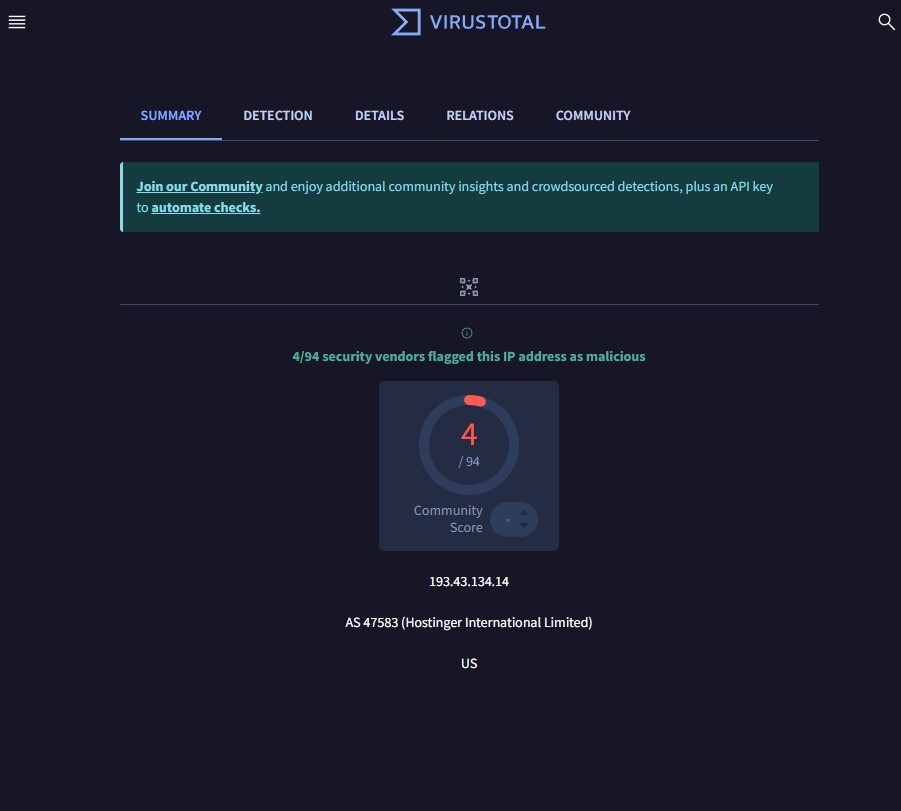 VIRUSTOTAL
SUMMARY DETECTION DETAILS RELATIONS COMMUNITY
Join our Community and enjoy additional community insights and crowdsourced detections, plus an API key
to automate checks.
4/94 security vendors flagged this IP address as malicious
4
/ 94
Community
Score
193.43.134.14
AS 47583 (Hostinger International Limited)
US